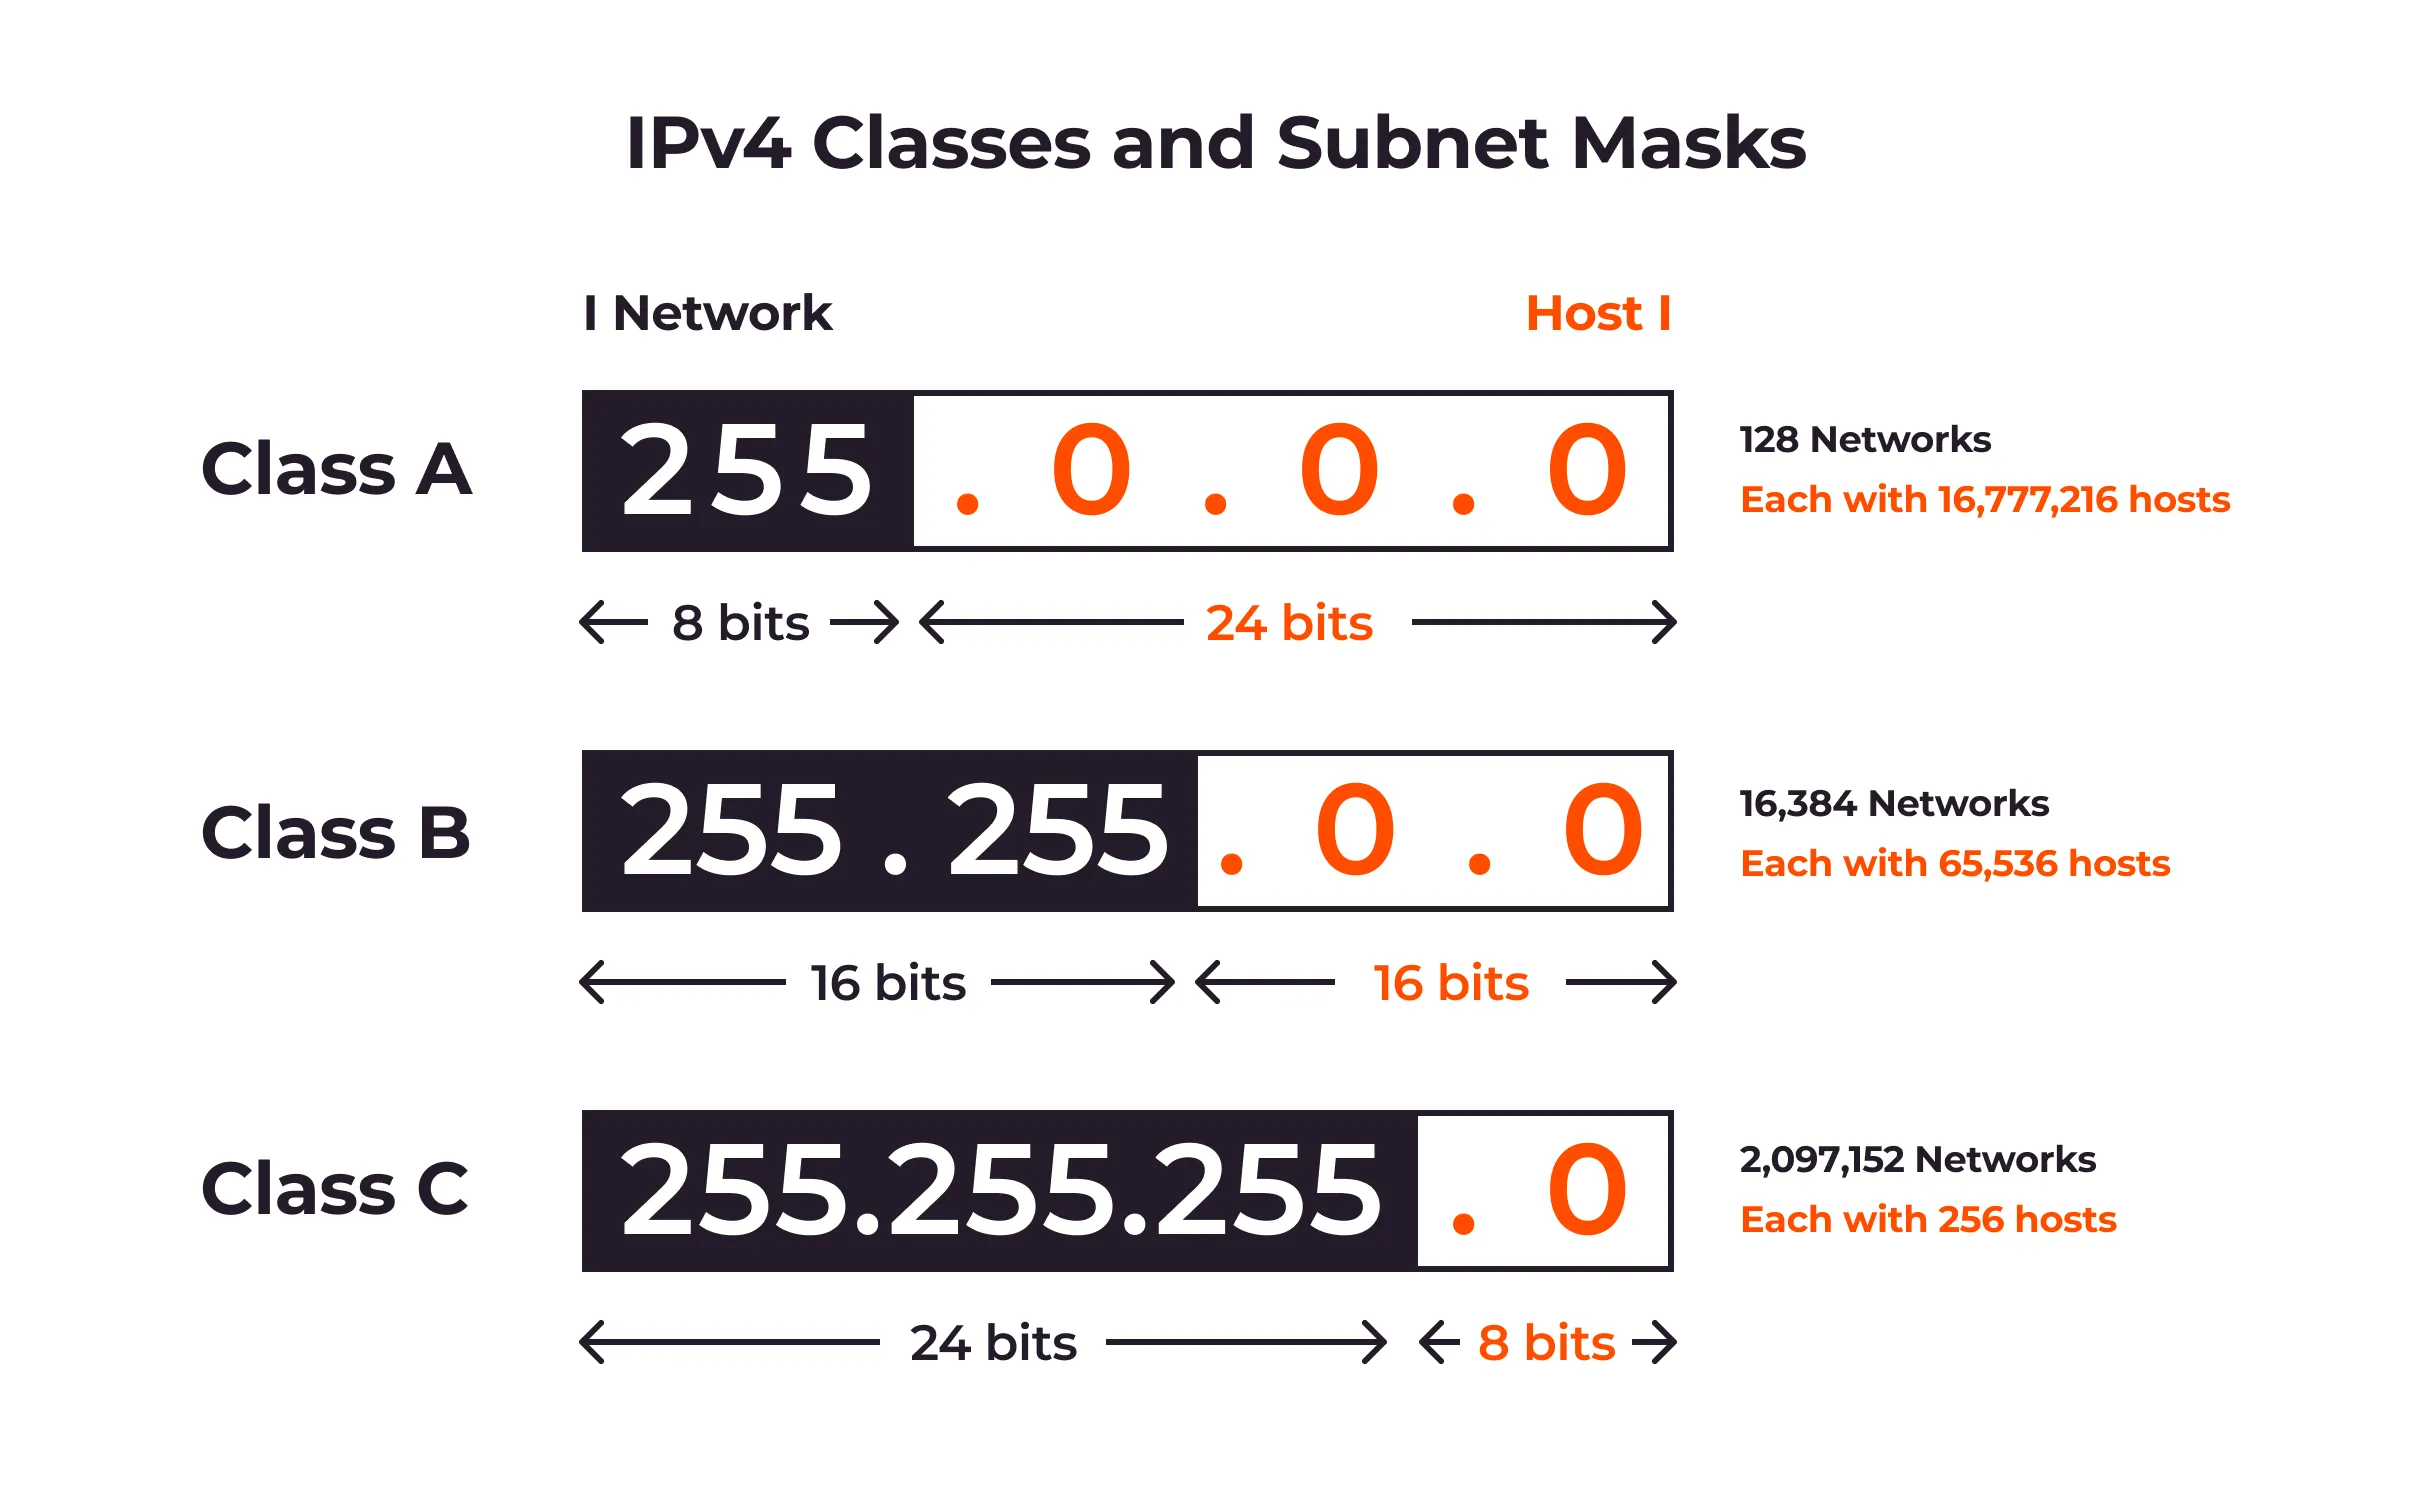 IPv4 Classes and Subnet Masks
I Network Host I
Class A 255 . 0 . 0 . 0 128 Networks
Each with 16,777,216 hosts
8 bits 24 bits
Class B 255 . 255 . 0 . 0 16,384 Networks
Each with 65,536 hosts
16 bits 16 bits
Class C 255.255.255 . 0 2,097,152 Networks
Each with 256 hosts
24 bits 8 bits